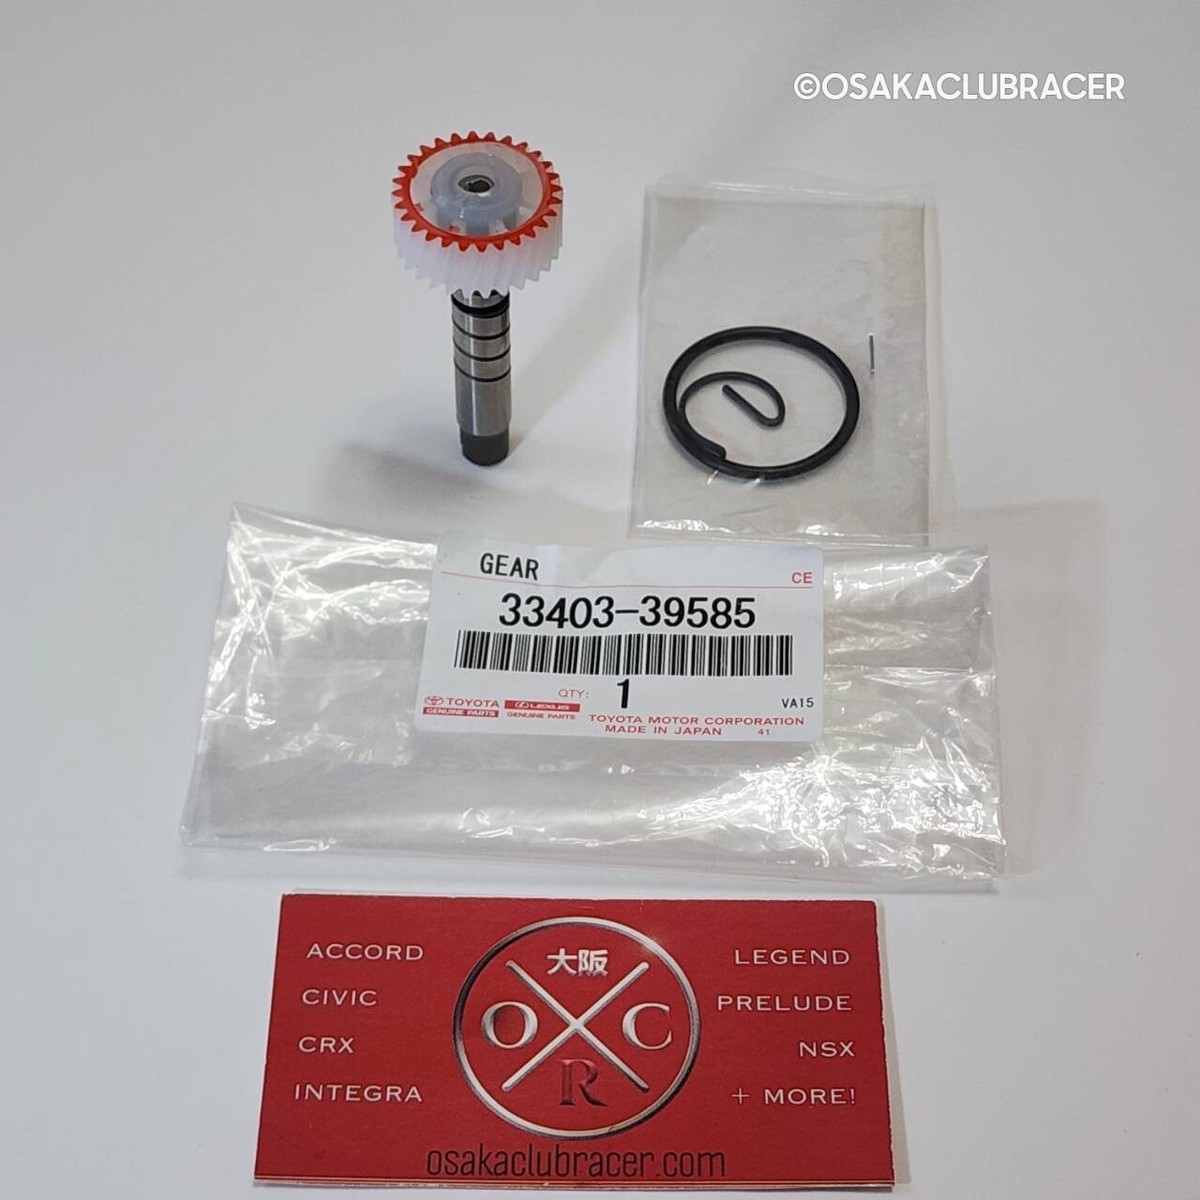 ©OSAKACLUBRACER
GEAR
CE
33403-39585
QTY: 1
VA15
TOYOTA
GENUINE PARTS
LEXUS
GENUINE PARTS
TOYOTA MOTOR CORPORATION
MADE IN JAPAN 41
ACCORD
CIVIC
CRX
INTEGRA
大阪
O C
R
LEGEND
PRELUDE
NSX
+ MORE!
osakaclubracer.com